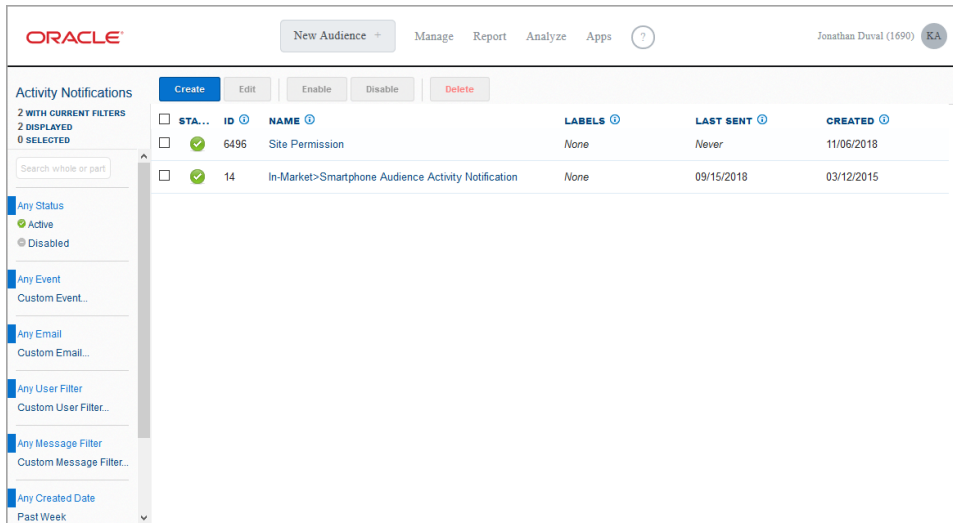 ORACLE
New Audience +
Manage Report Analyze Apps ?
Jonathan Duval (1690) KA
Activity Notifications
2 WITH CURRENT FILTERS
2 DISPLAYED
0 SELECTED
Search whole or part
Any Status
Active
Disabled
Any Event
Custom Event...
Any Email
Custom Email...
Any User Filter
Custom User Filter...
Any Message Filter
Custom Message Filter...
Any Created Date
Past Week
Create Edit Enable Disable Delete
STA... ID NAME LABELS LAST SENT CREATED
6496 Site Permission None Never 11/06/2018
14 In-Market>Smartphone Audience Activity Notification None 09/15/2018 03/12/2015